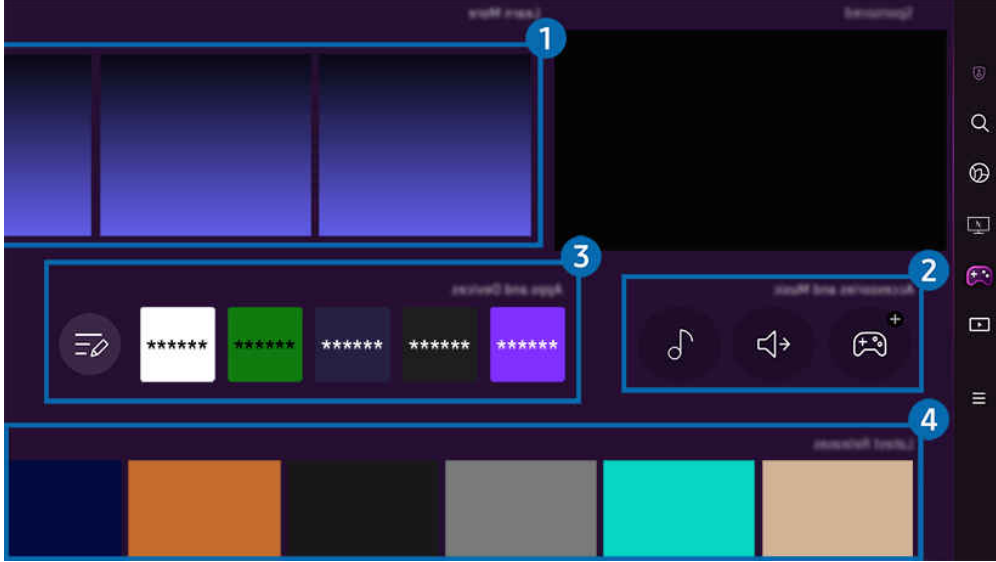 Sponsored
Learn More
1
2
Accessories and Music
3
Apps and Devices
****** ****** ****** ****** ******
4
Latest Releases